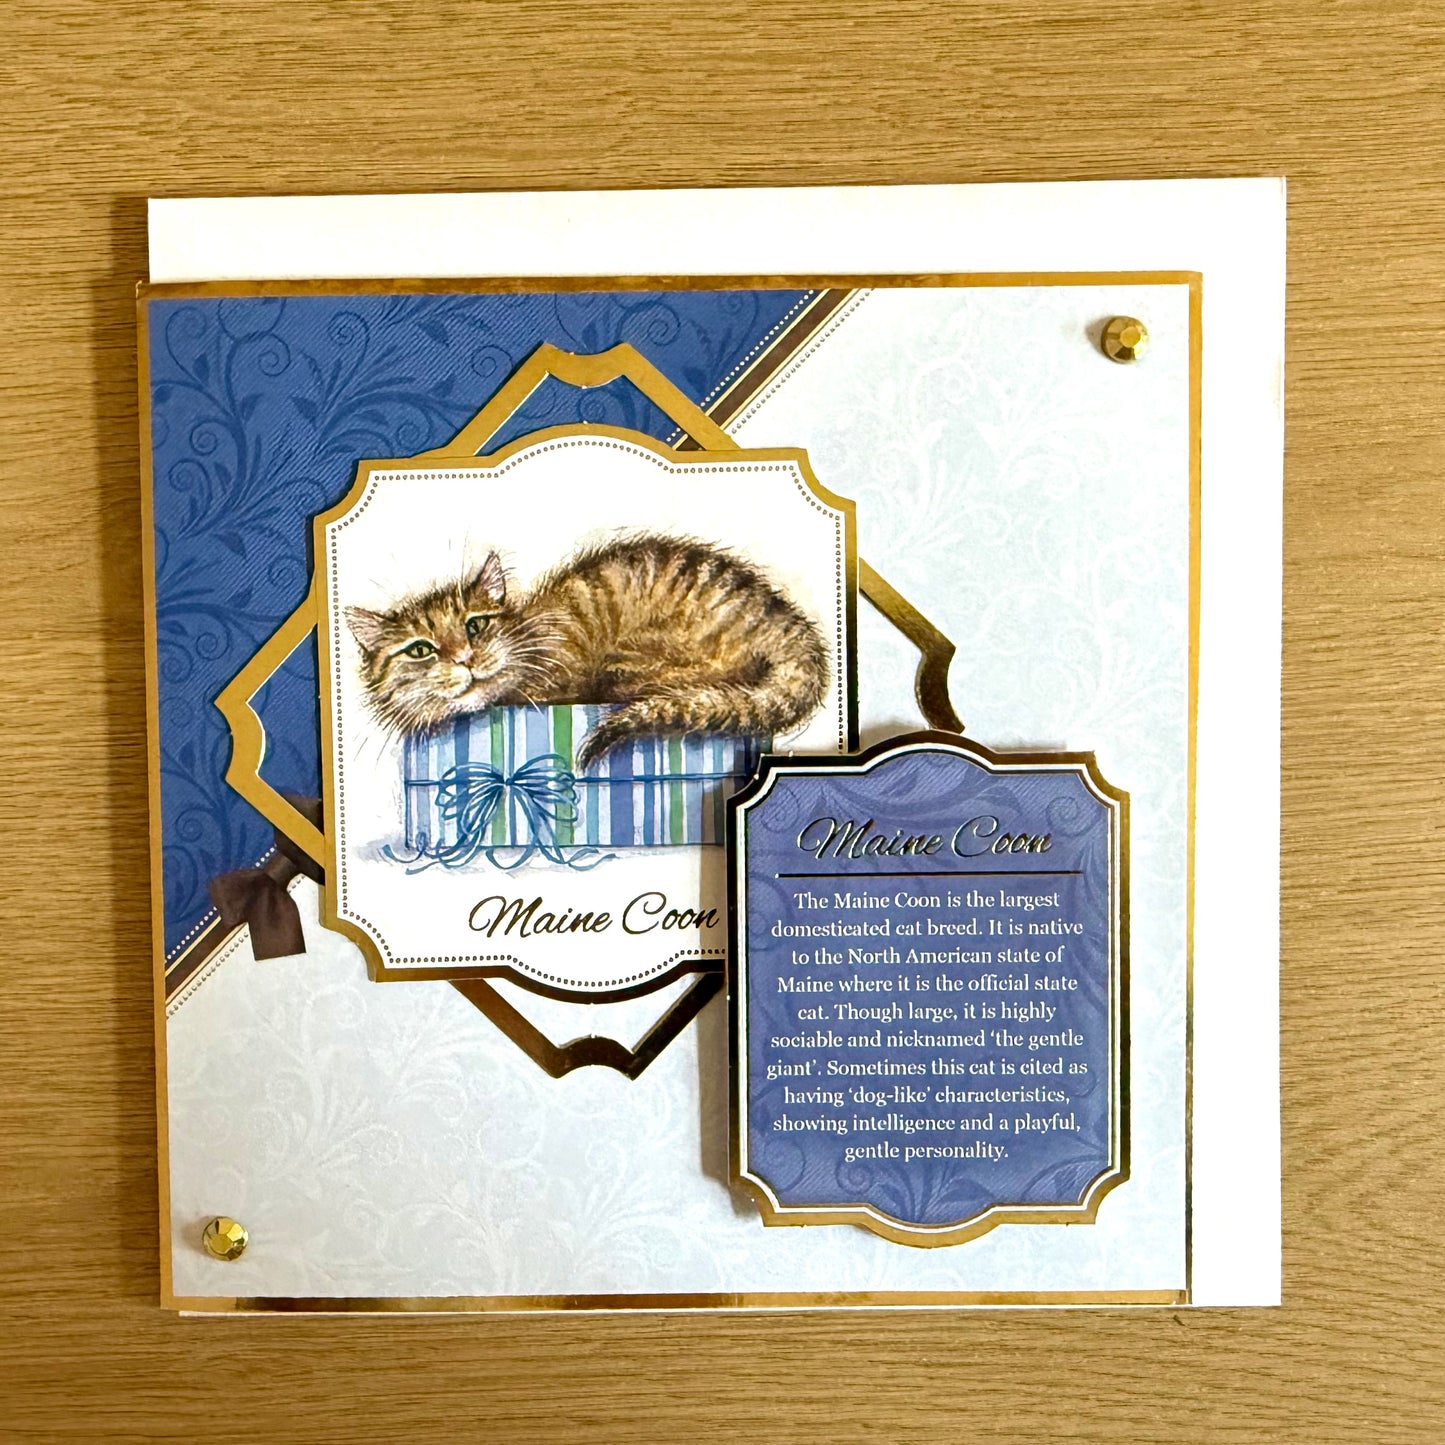 Maine Coon
Maine Coon
The Maine Coon is the largest
domesticated cat breed. It is native
to the North American state of
Maine where it is the official state
cat. Though large, it is highly
sociable and nicknamed ‘the gentle
giant’. Sometimes this cat is cited as
having ‘dog-like’ characteristics,
showing intelligence and a playful,
gentle personality.